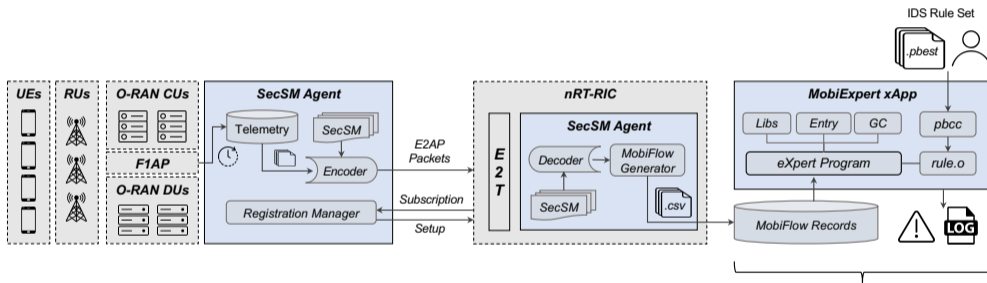 IDS Rule Set
.pbest
UEs
RUs
O-RAN CUs
F1AP
O-RAN DUs
SecSM Agent
Telemetry
SecSM
Encoder
Registration Manager
E2AP
Packets
Subscription
Setup
nRT-RIC
E
2
T
SecSM Agent
Decoder
MobiFlow
Generator
SecSM
.csv
MobiExpert xApp
Libs
Entry
GC
pbcc
eXpert Program
rule.o
MobiFlow Records
LOG